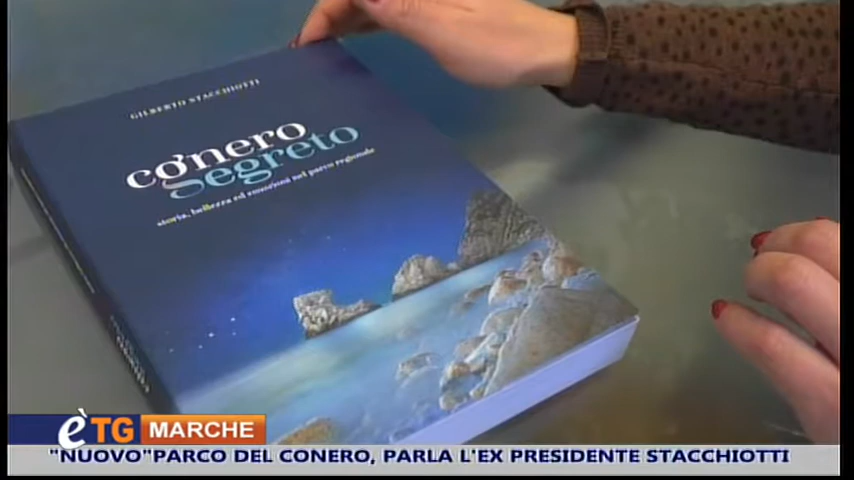 GILBERTO STACCHIOTTI
conero
segreto
storia, bellezza ed emozioni nel parco regionale
èTG MARCHE
"NUOVO"PARCO DEL CONERO, PARLA L'EX PRESIDENTE STACCHIOTTI